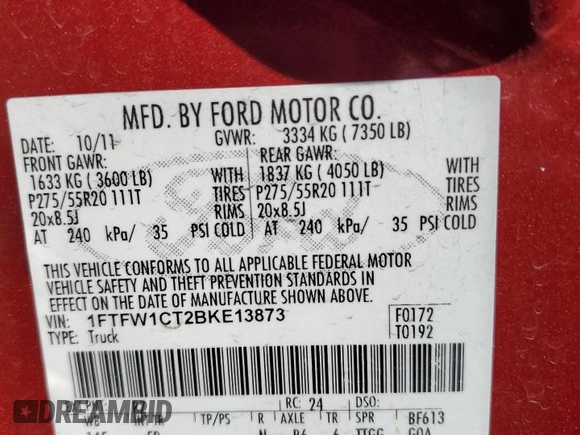 MFD. BY FORD MOTOR CO.
DATE: 10/11 GVWR: 3334 KG ( 7350 LB)
FRONT GAWR: REAR GAWR:
1633 KG ( 3600 LB) WITH 1837 KG ( 4050 LB) WITH
P275/55R20 111T TIRES P275/55R20 111T TIRES
20x8.5J RIMS 20x8.5J RIMS
AT 240 kPa/ 35 PSI COLD AT 240 kPa/ 35 PSI COLD
THIS VEHICLE CONFORMS TO ALL APPLICABLE FEDERAL MOTOR
VEHICLE SAFETY AND THEFT PREVENTION STANDARDS IN
EFFECT ON THE DATE OF MANUFACTURE SHOWN ABOVE.
VIN: 1FTFW1CT2BKE13873 F0172
TYPE: Truck T0192
RC: 24 DSO:
WB INT TR TP/PS R AXLE TR SPR BF613
DREAMBID